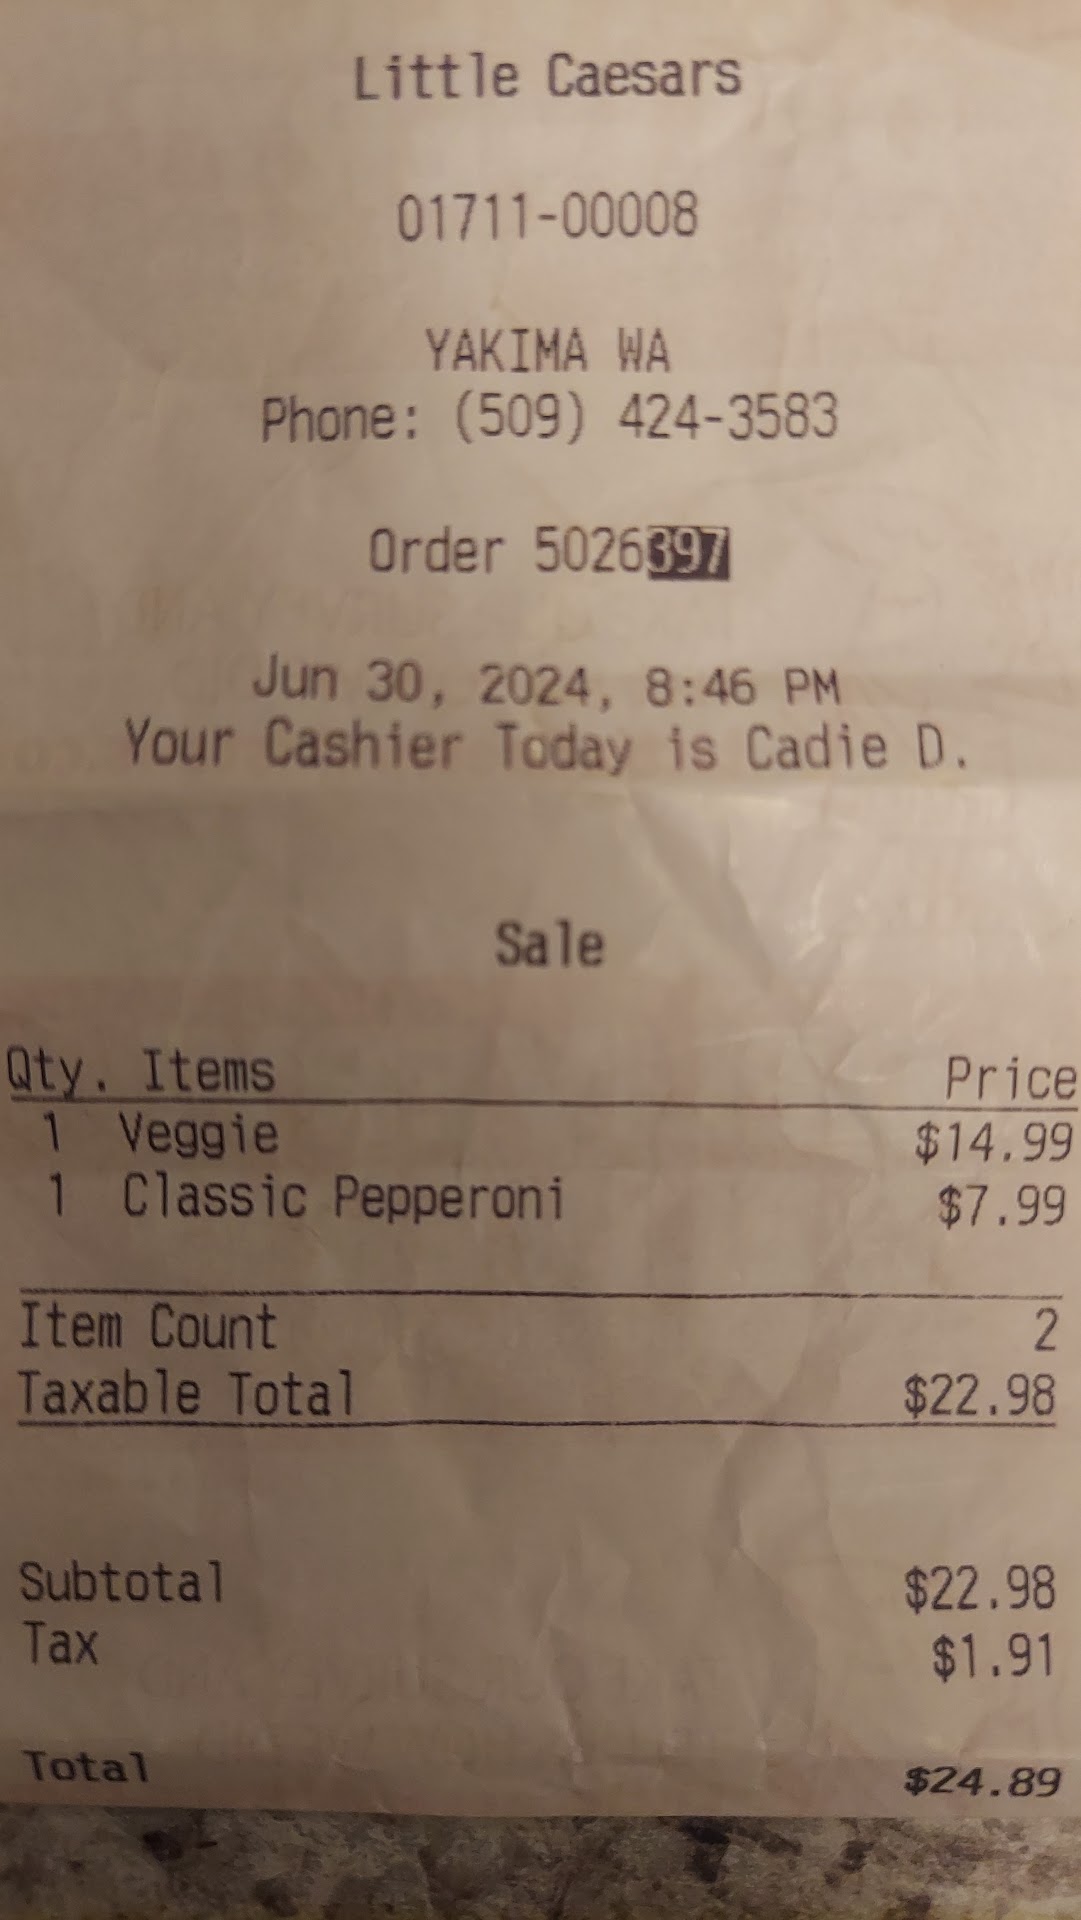 Little Caesars
01711-00008
YAKIMA WA
Phone: (509) 424-3583
Order 5026397
Jun 30, 2024, 8:46 PM
Your Cashier Today is Cadie D.
Sale
Qty. Items Price
1 Veggie $14.99
1 Classic Pepperoni $7.99
Item Count 2
Taxable Total $22.98
Subtotal $22.98
Tax $1.91
Total $24.89